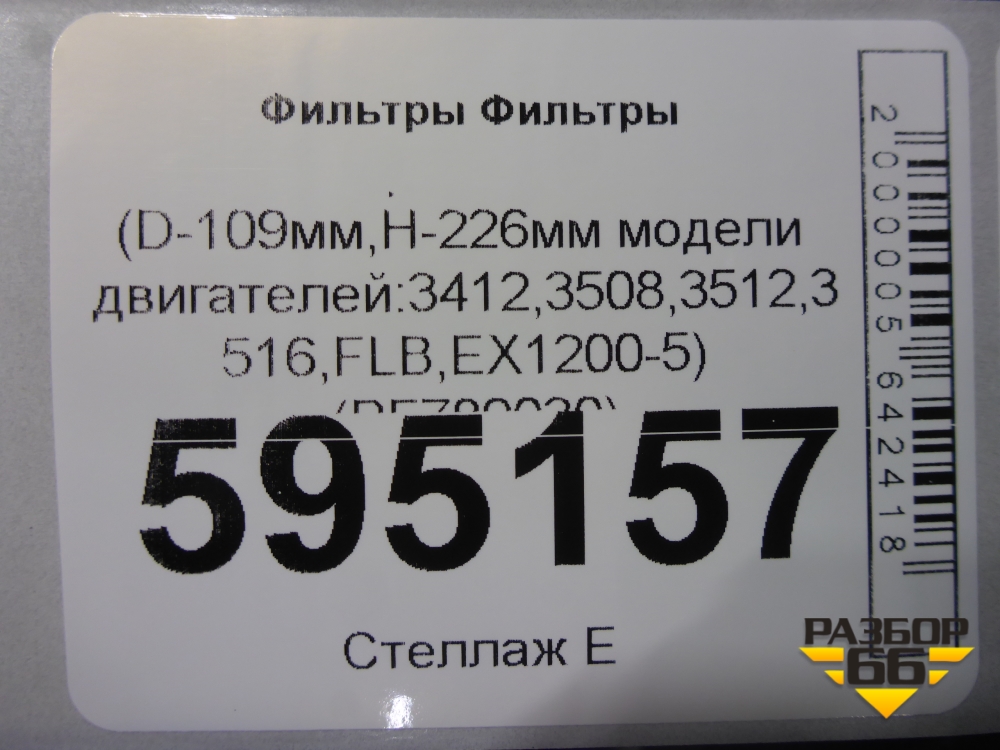 Фильтры Фильтры
(D-109мм,Н-226мм модели
двигателей:3412,3508,3512,3
516,FLB,EX1200-5)
595157
Стеллаж Е
2000005642418
РАЗБОР
66